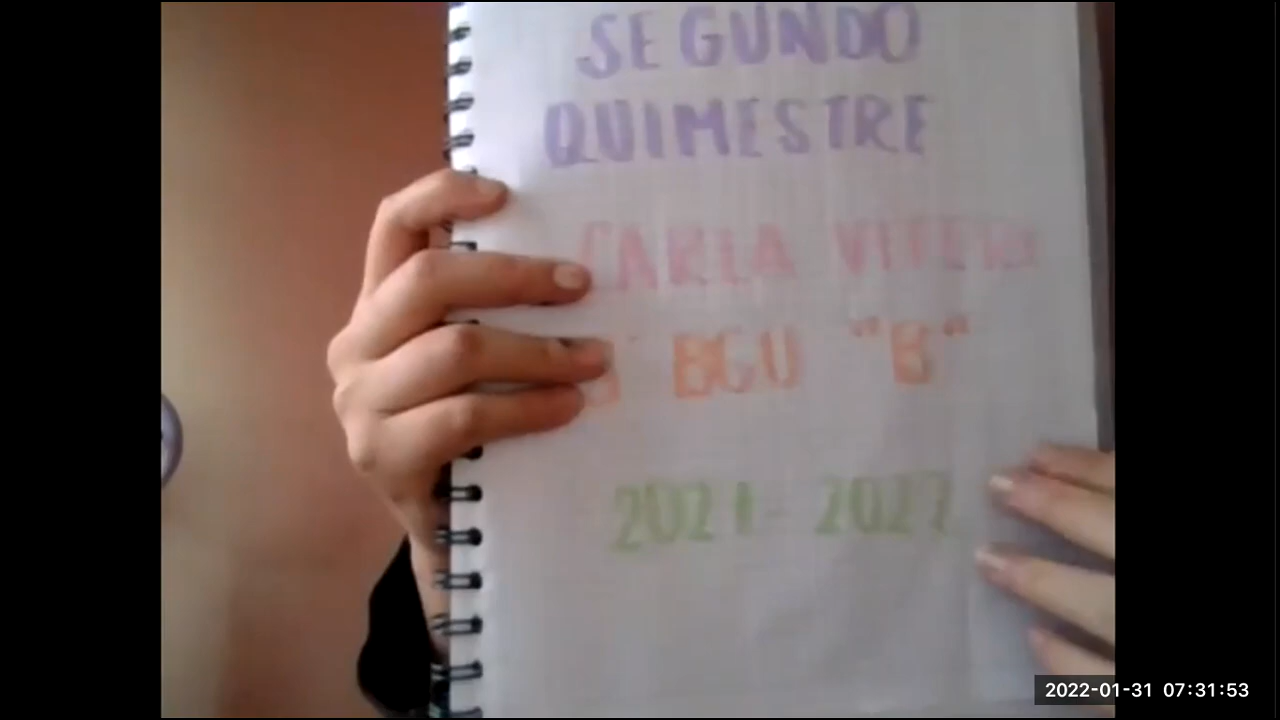 SEGUNDO
QUIMESTRE
CARLA
BGU "B"
2021-2022
2022-01-31 07:31:53